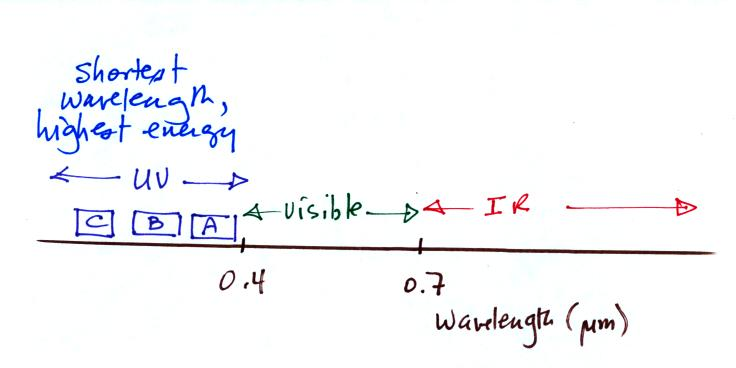 shortest
wavelength,
highest energy
UV
C B A visible IR
0.4 0.7
wavelength (μm)